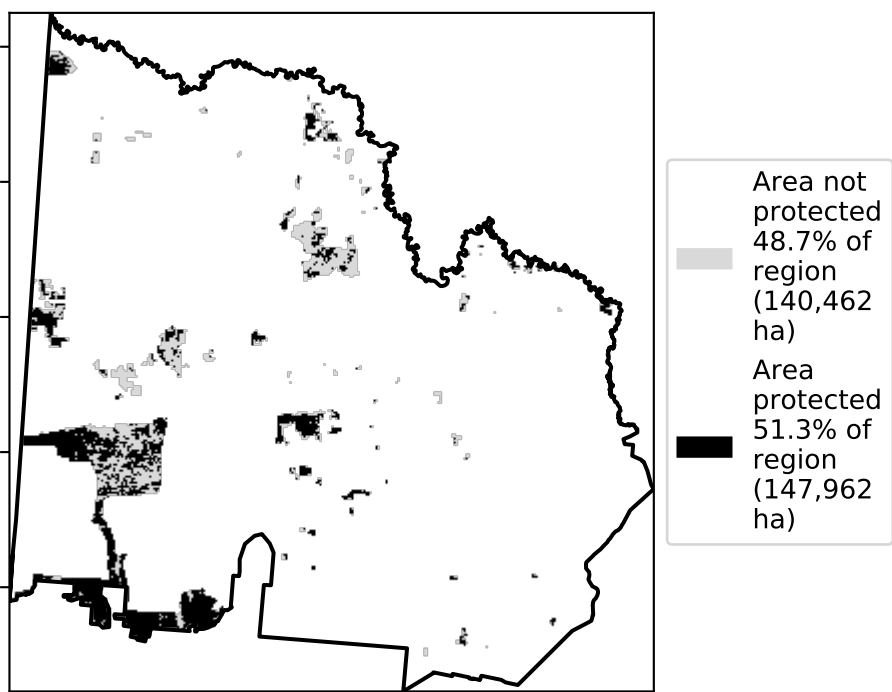 Area not
protected
48.7% of
region
(140,462
ha)
Area
protected
51.3% of
region
(147,962
ha)